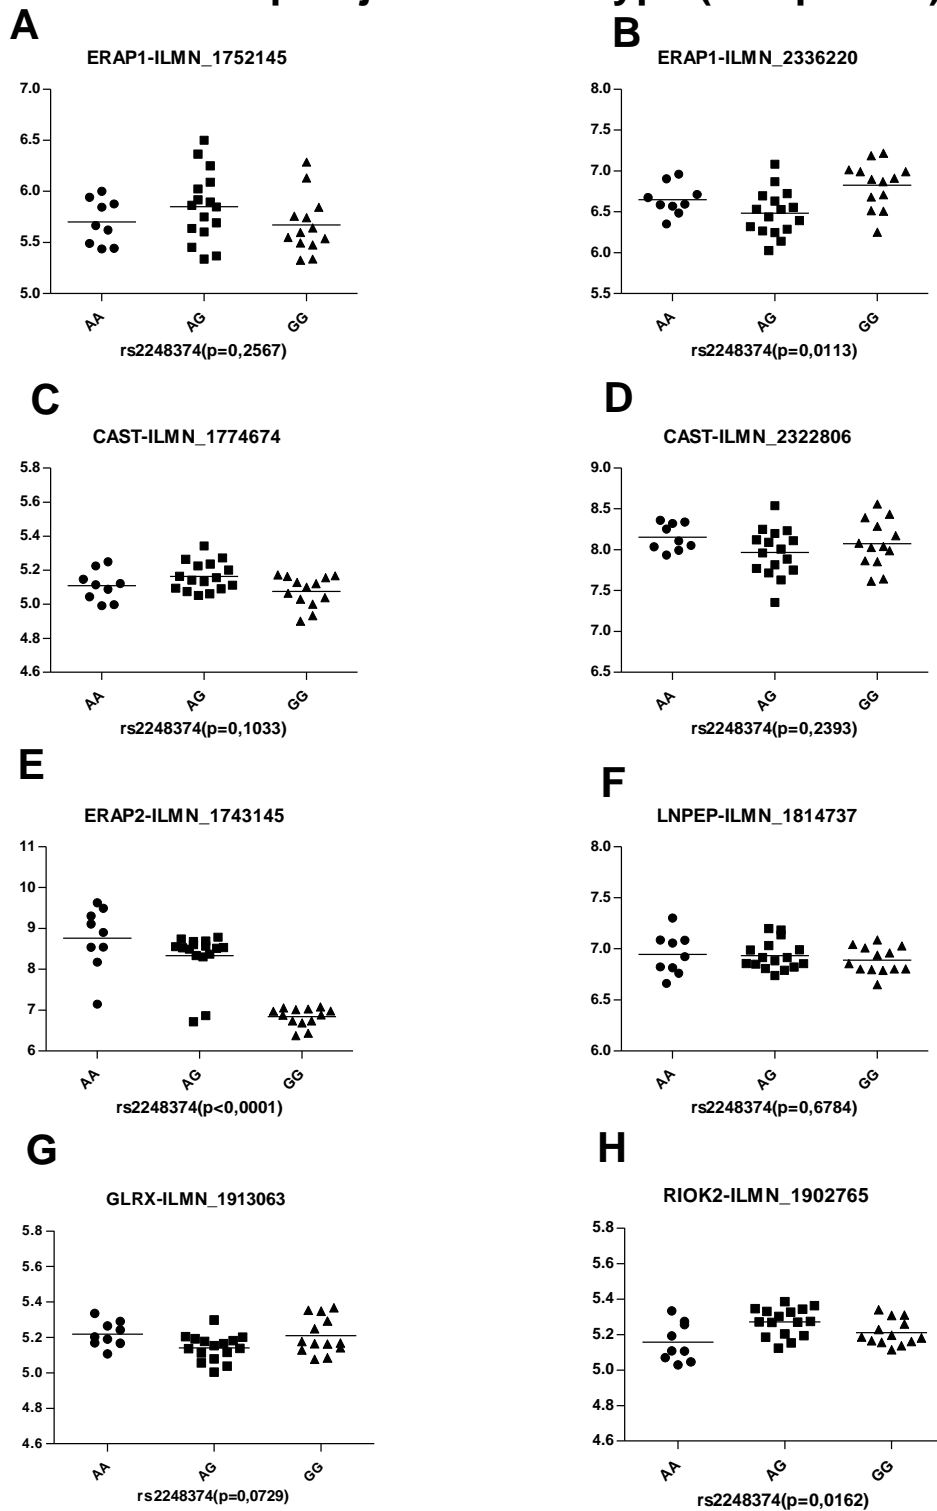 A
ERAP1-ILMN_1752145
7.0
6.5
6.0
5.5
5.0
AA
AG
GG
rs2248374(p=0,2567)
B
ERAP1-ILMN_2336220
8.0
7.5
7.0
6.5
6.0
5.5
AA
AG
GG
rs2248374(p=0,0113)
C
CAST-ILMN_1774674
5.8
5.6
5.4
5.2
5.0
4.8
4.6
AA
AG
GG
rs2248374(p=0,1033)
D
CAST-ILMN_2322806
9.0
8.5
8.0
7.5
7.0
6.5
AA
AG
GG
rs2248374(p=0,2393)
E
ERAP2-ILMN_1743145
11
10
9
8
7
6
AA
AG
GG
rs2248374(p<0,0001)
F
LNPEP-ILMN_1814737
8.0
7.5
7.0
6.5
6.0
AA
AG
GG
rs2248374(p=0,6784)
G
GLRX-ILMN_1913063
5.8
5.6
5.4
5.2
5.0
4.8
4.6
AA
AG
GG
rs2248374(p=0,0729)
H
RIOK2-ILMN_1902765
5.8
5.6
5.4
5.2
5.0
4.8
4.6
AA
AG
GG
rs2248374(p=0,0162)